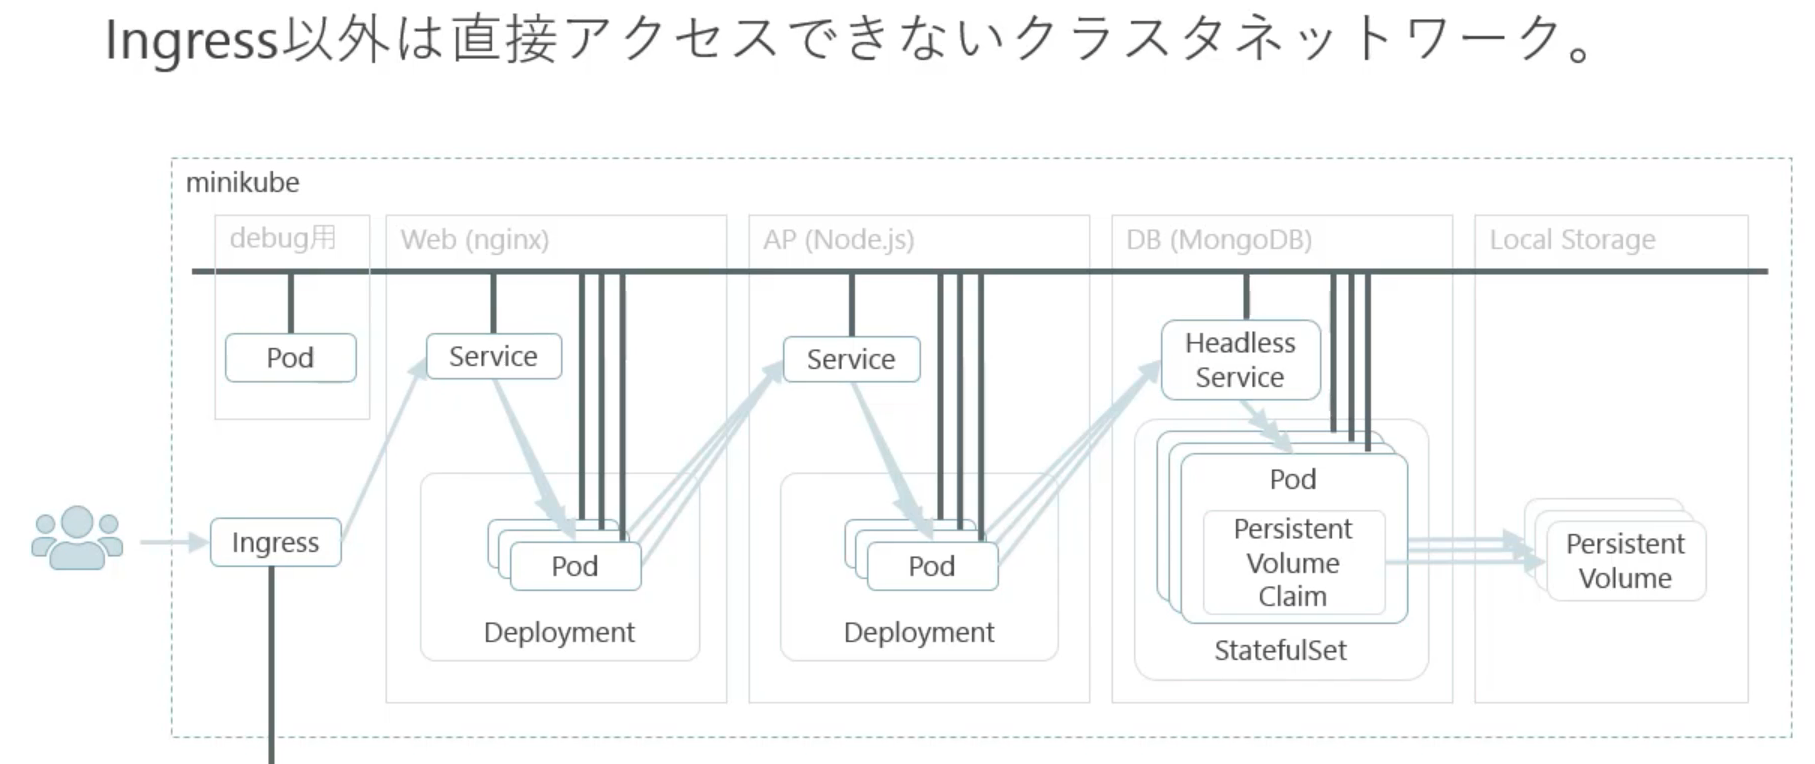 Ingress以外は直接アクセスできないクラスタネットワーク。
minikube
debug用
Web (nginx)
AP (Node.js)
DB (MongoDB)
Local Storage
Pod
Service
Service
Headless
Service
Ingress
Pod
Deployment
Pod
Deployment
Pod
Persistent
Volume
Claim
StatefulSet
Persistent
Volume